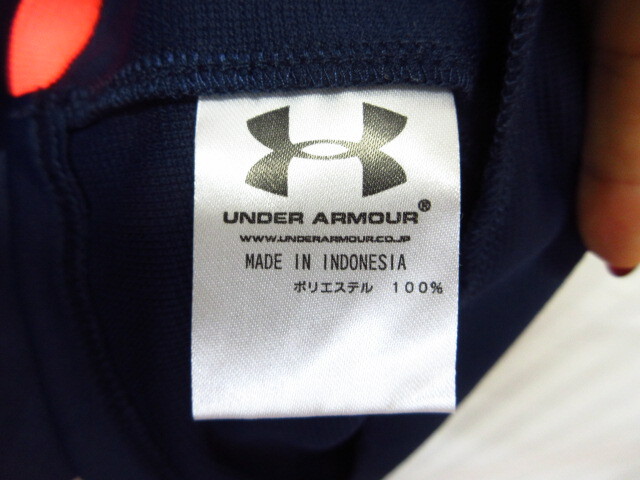 UNDER ARMOUR®
WWW.UNDERARMOUR.CO.JP
MADE IN INDONESIA
ポリエステル 100%